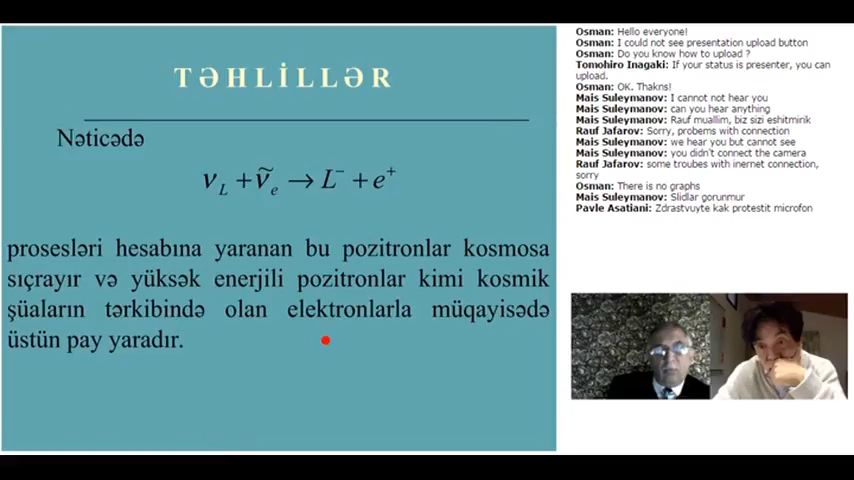 TƏHLİLLƏR
Nəticədə
ν_L + ν̃_e → L⁻ + e⁺
prosesləri hesabına yaranan bu pozitronlar kosmosa
sıçrayır və yüksək enerjili pozitronlar kimi kosmik
şüaların tərkibində olan elektronlarla müqayisədə
üstün pay yaradır.
Osman: Hello everyone!
Osman: I could not see presentation upload button
Osman: Do you know how to upload ?
Tomohiro Inagaki: If your status is presenter, you can
upload.
Osman: OK. Thakns!
Mais Suleymanov: I cannot not hear you
Mais Suleymanov: can you hear anything
Mais Suleymanov: Rauf muallim, biz sizi eshitmirik
Rauf Jafarov: Sorry, probems with connection
Mais Suleymanov: we hear you but cannot see
Mais Suleymanov: you didn't connect the camera
Rauf Jafarov: some troubes with inernet connection,
sorry
Osman: There is no graphs
Mais Suleymanov: Slidlar gorunmur
Pavle Asatiani: Zdrastvuyte kak protestit microfon